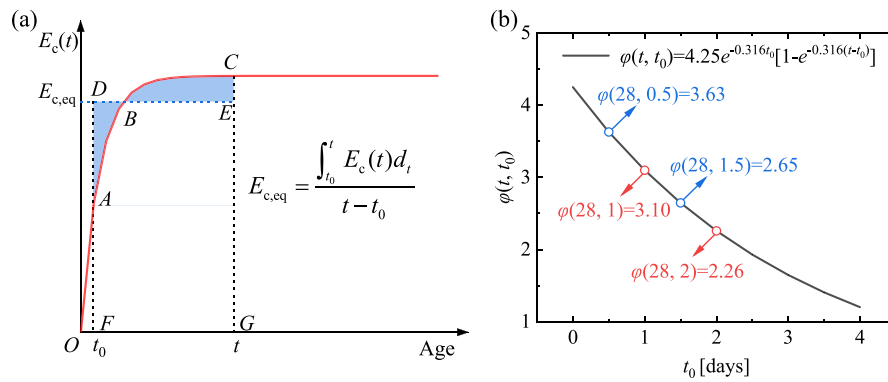 (a)
E_c(t)
C
E_c,eq
D
B
E
E_c,eq = ∫_{t_0}^{t} E_c(t)d_t / (t − t_0)
A
F
G
O
t_0
t
Age
(b)
5
φ(t, t_0)=4.25e^{-0.316t_0}[1-e^{-0.316(t-t_0)}]
4
φ(28, 0.5)=3.63
φ(28, 1.5)=2.65
3
φ(28, 1)=3.10
2
φ(28, 2)=2.26
1
φ(t, t_0)
0
1
2
3
4
t_0 [days]